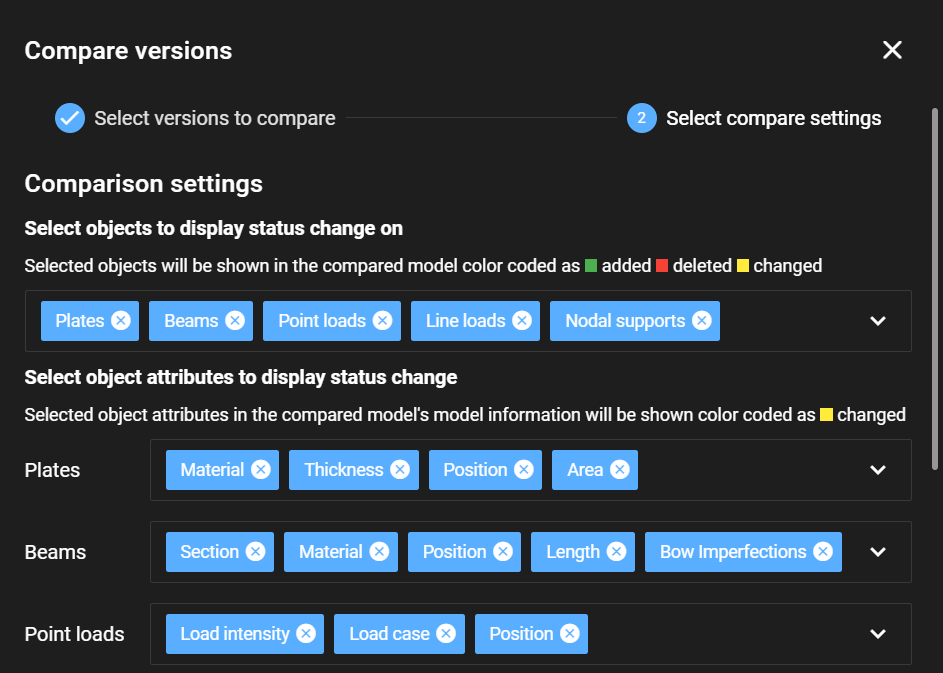 Compare versions
Select versions to compare 2 Select compare settings
Comparison settings
Select objects to display status change on
Selected objects will be shown in the compared model color coded as added deleted changed
Plates Beams Point loads Line loads Nodal supports
Select object attributes to display status change
Selected object attributes in the compared model's model information will be shown color coded as changed
Plates Material Thickness Position Area
Beams Section Material Position Length Bow Imperfections
Point loads Load intensity Load case Position